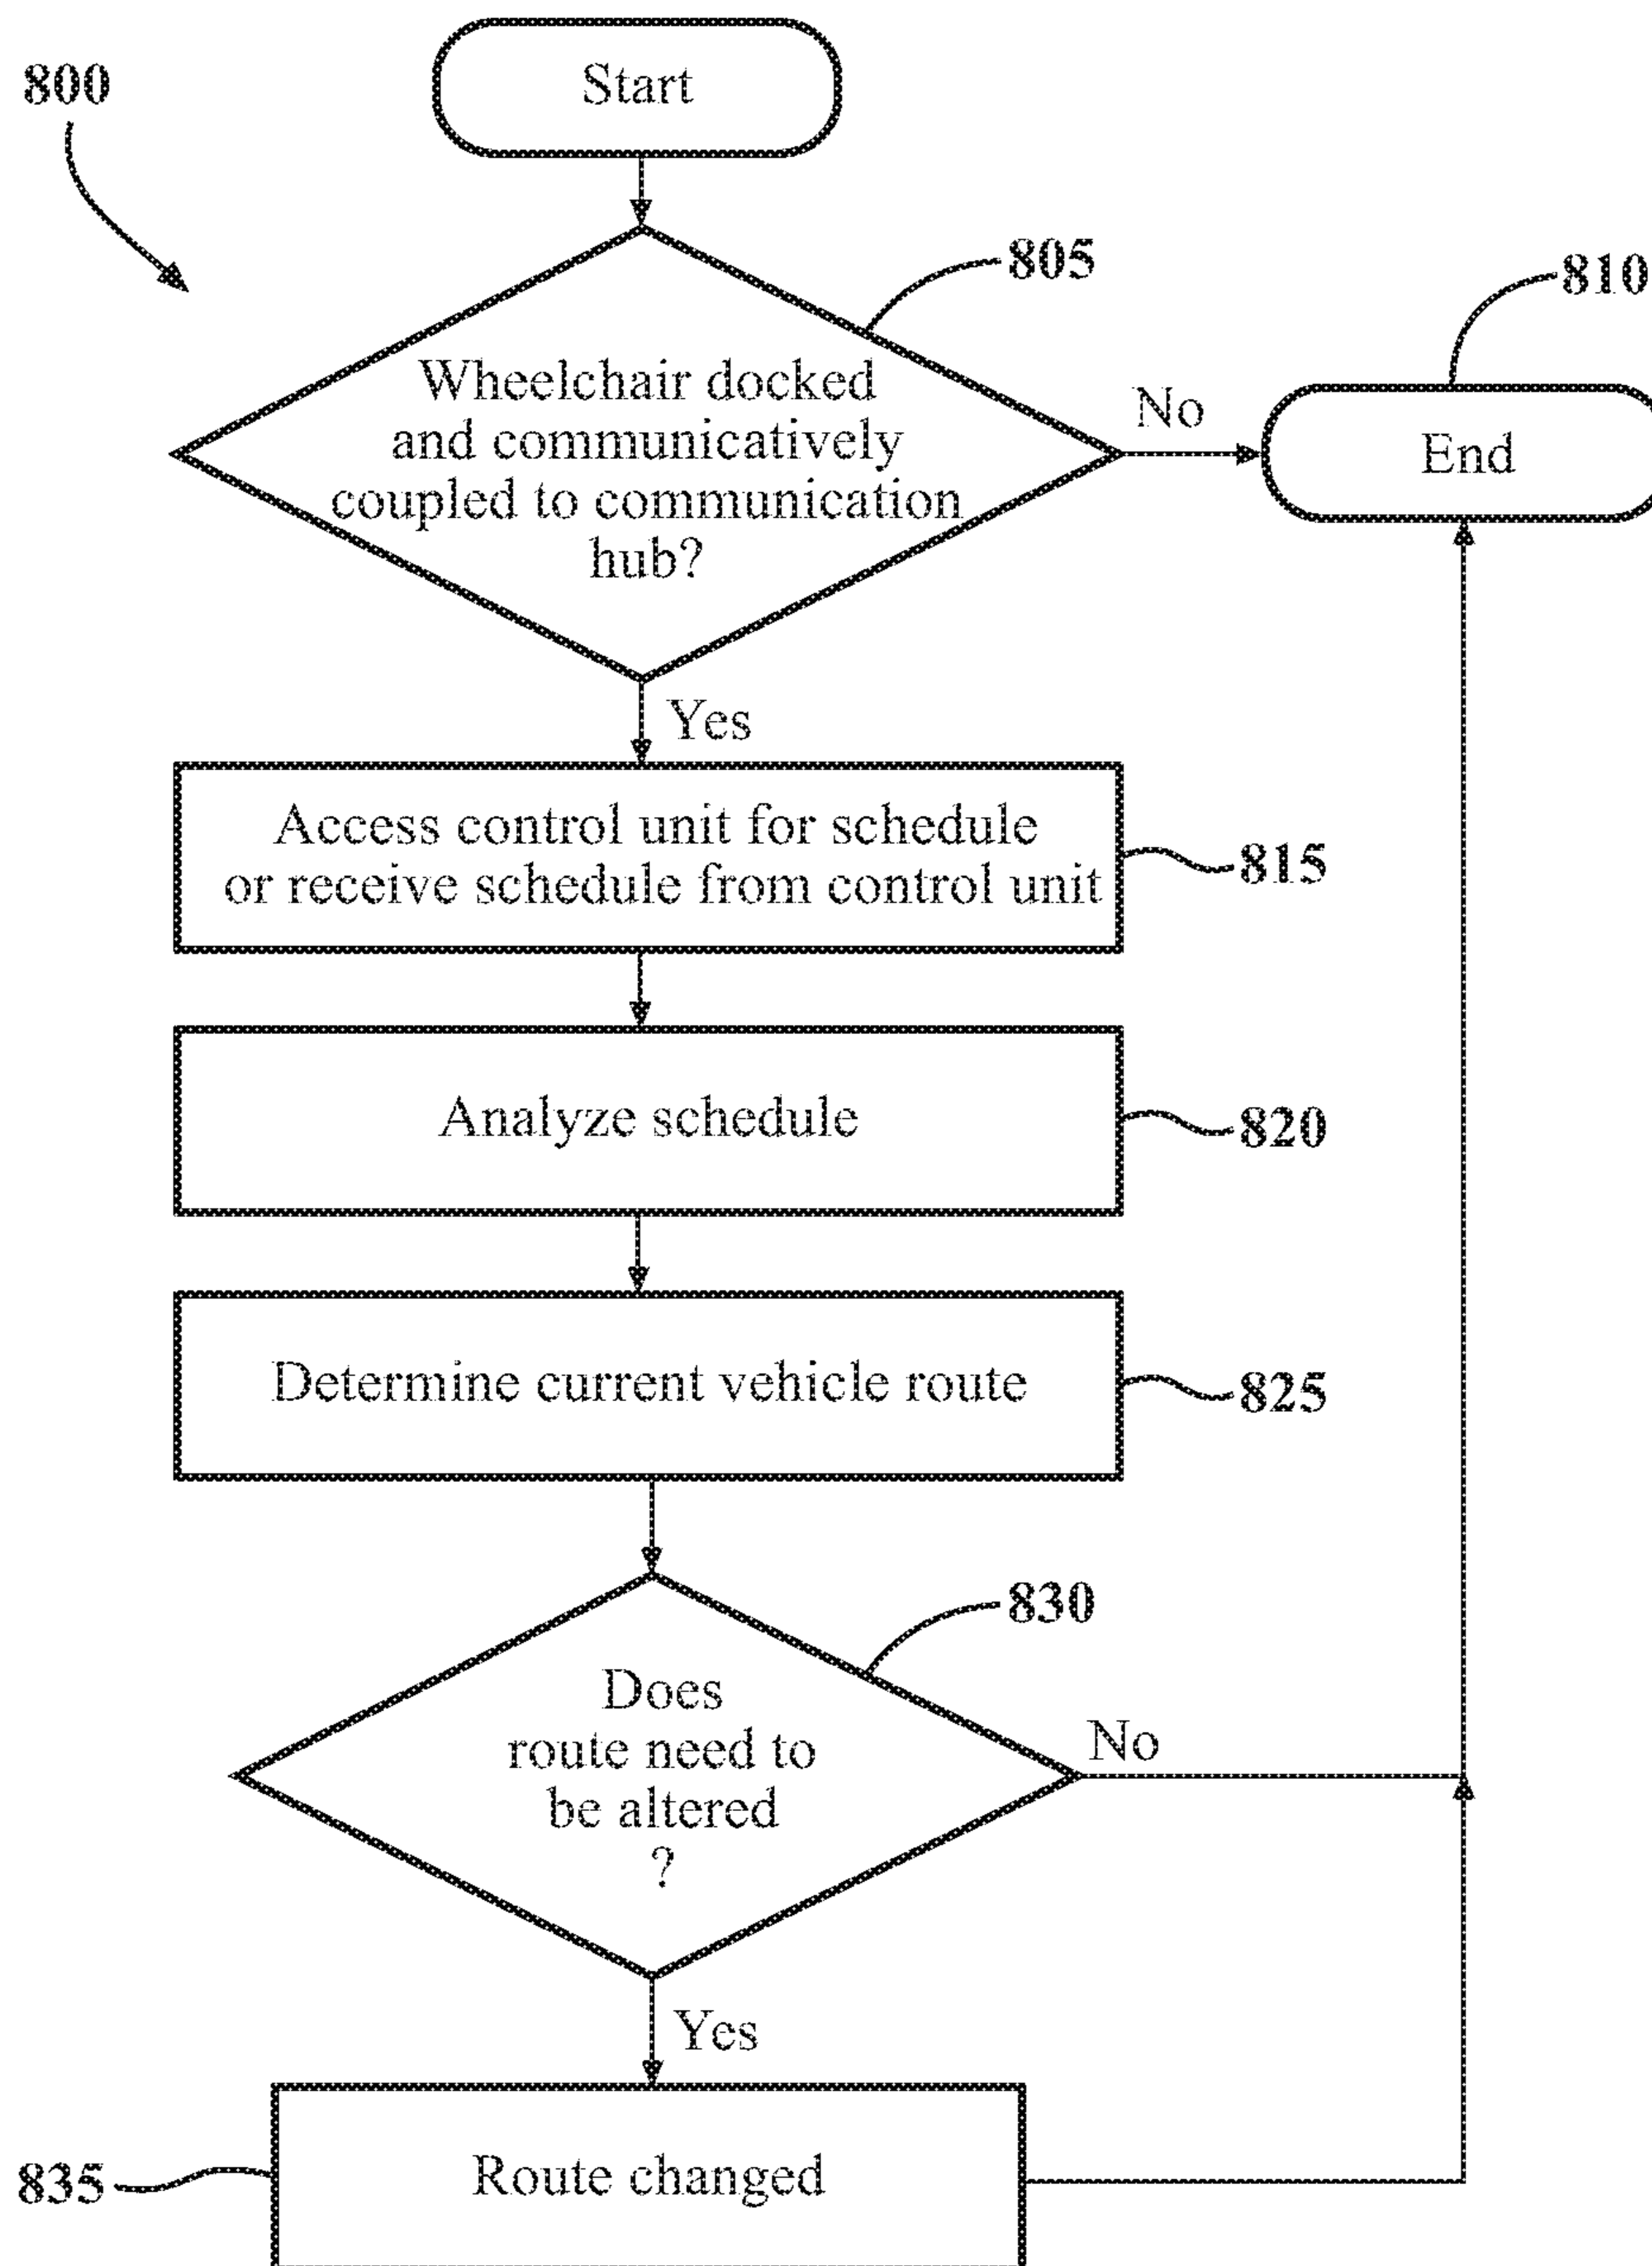 800
Start
805
810
Wheelchair docked
and communicatively
coupled to communication
hub?
No
End
Yes
Access control unit for schedule
or receive schedule from control unit
815
Analyze schedule
820
Determine current vehicle route
825
830
Does
route need to
be altered
?
No
Yes
835
Route changed